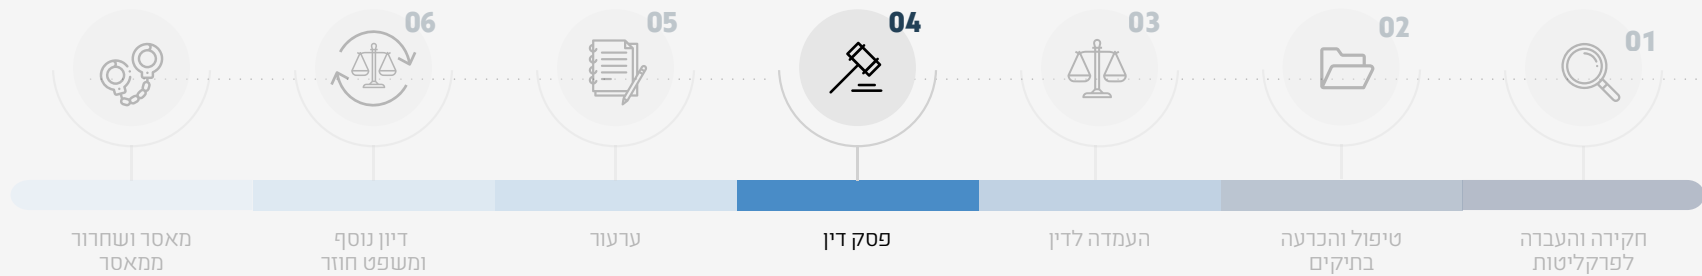 01
חקירה והעברה
לפרקליטות
02
טיפול והכרעה
בתיקים
03
העמדה לדין
04
פסק דין
05
ערעור
06
דיון נוסף
ומשפט חוזר
מאסר ושחרור
ממאסר